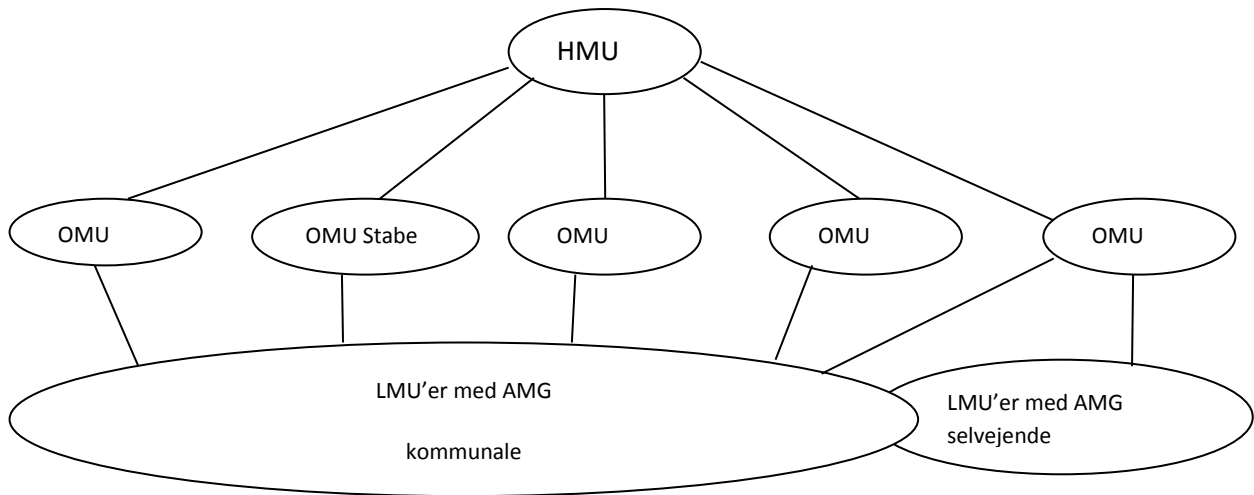 HMU
OMU
OMU Stabe
OMU
OMU
OMU
LMU’er med AMG
kommunale
LMU’er med AMG
selvejende